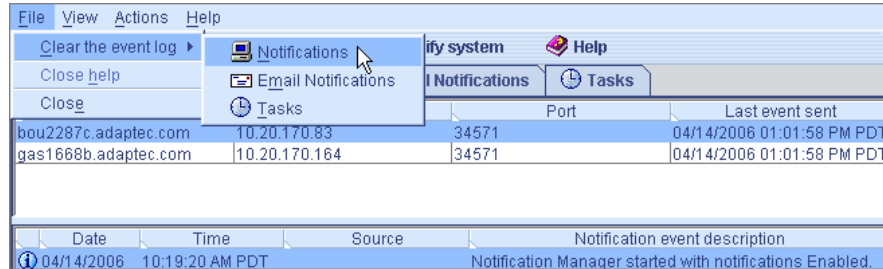 File View Actions Help
Clear the event log Notifications ify system Help
Close help Email Notifications l Notifications Tasks
Close Tasks Port Last event sent
bou2287c.adaptec.com 10.20.170.83 34571 04/14/2006 01:01:58 PM PDT
gas1668b.adaptec.com 10.20.170.164 34571 04/14/2006 01:01:58 PM PDT
Date Time Source Notification event description
04/14/2006 10:19:20 AM PDT Notification Manager started with notifications Enabled.